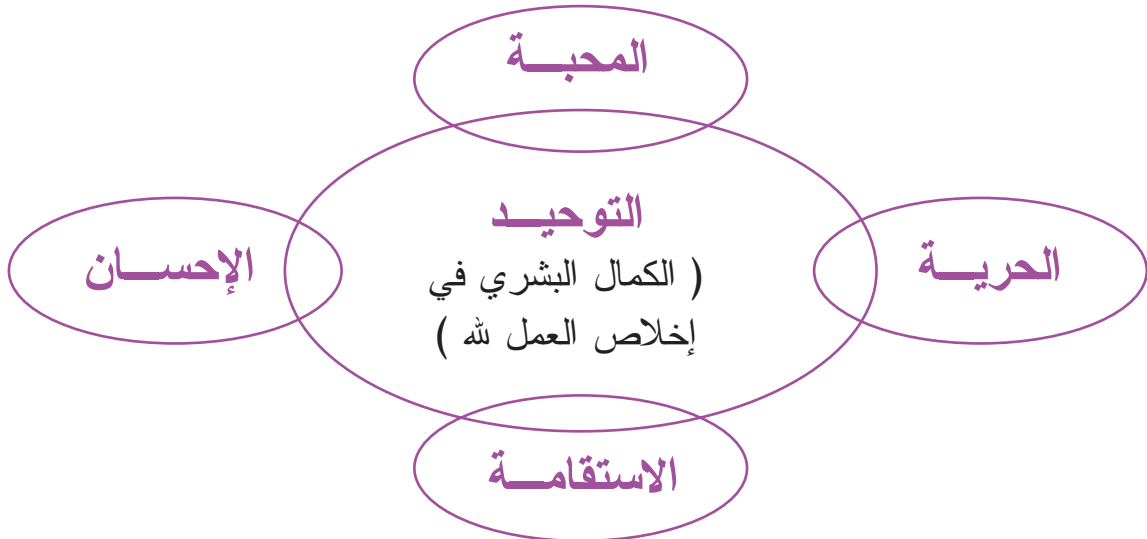 المحبـــة
التوحيـــد
( الكمال البشري في
إخلاص العمل لله )
الحريـــة
الإحســـان
الاستقامـــة